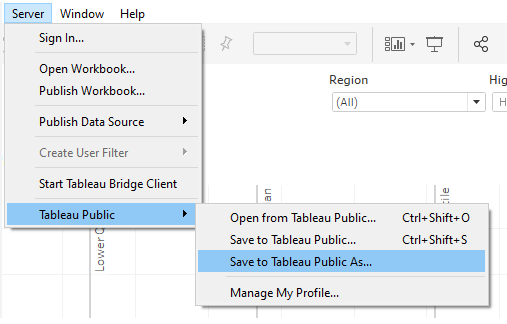 Server Window Help
Sign In...
Open Workbook...
Publish Workbook...
Publish Data Source
Create User Filter
Start Tableau Bridge Client
Tableau Public
Region
(All)
Open from Tableau Public... Ctrl+Shift+O
Save to Tableau Public... Ctrl+Shift+S
Save to Tableau Public As...
Manage My Profile...